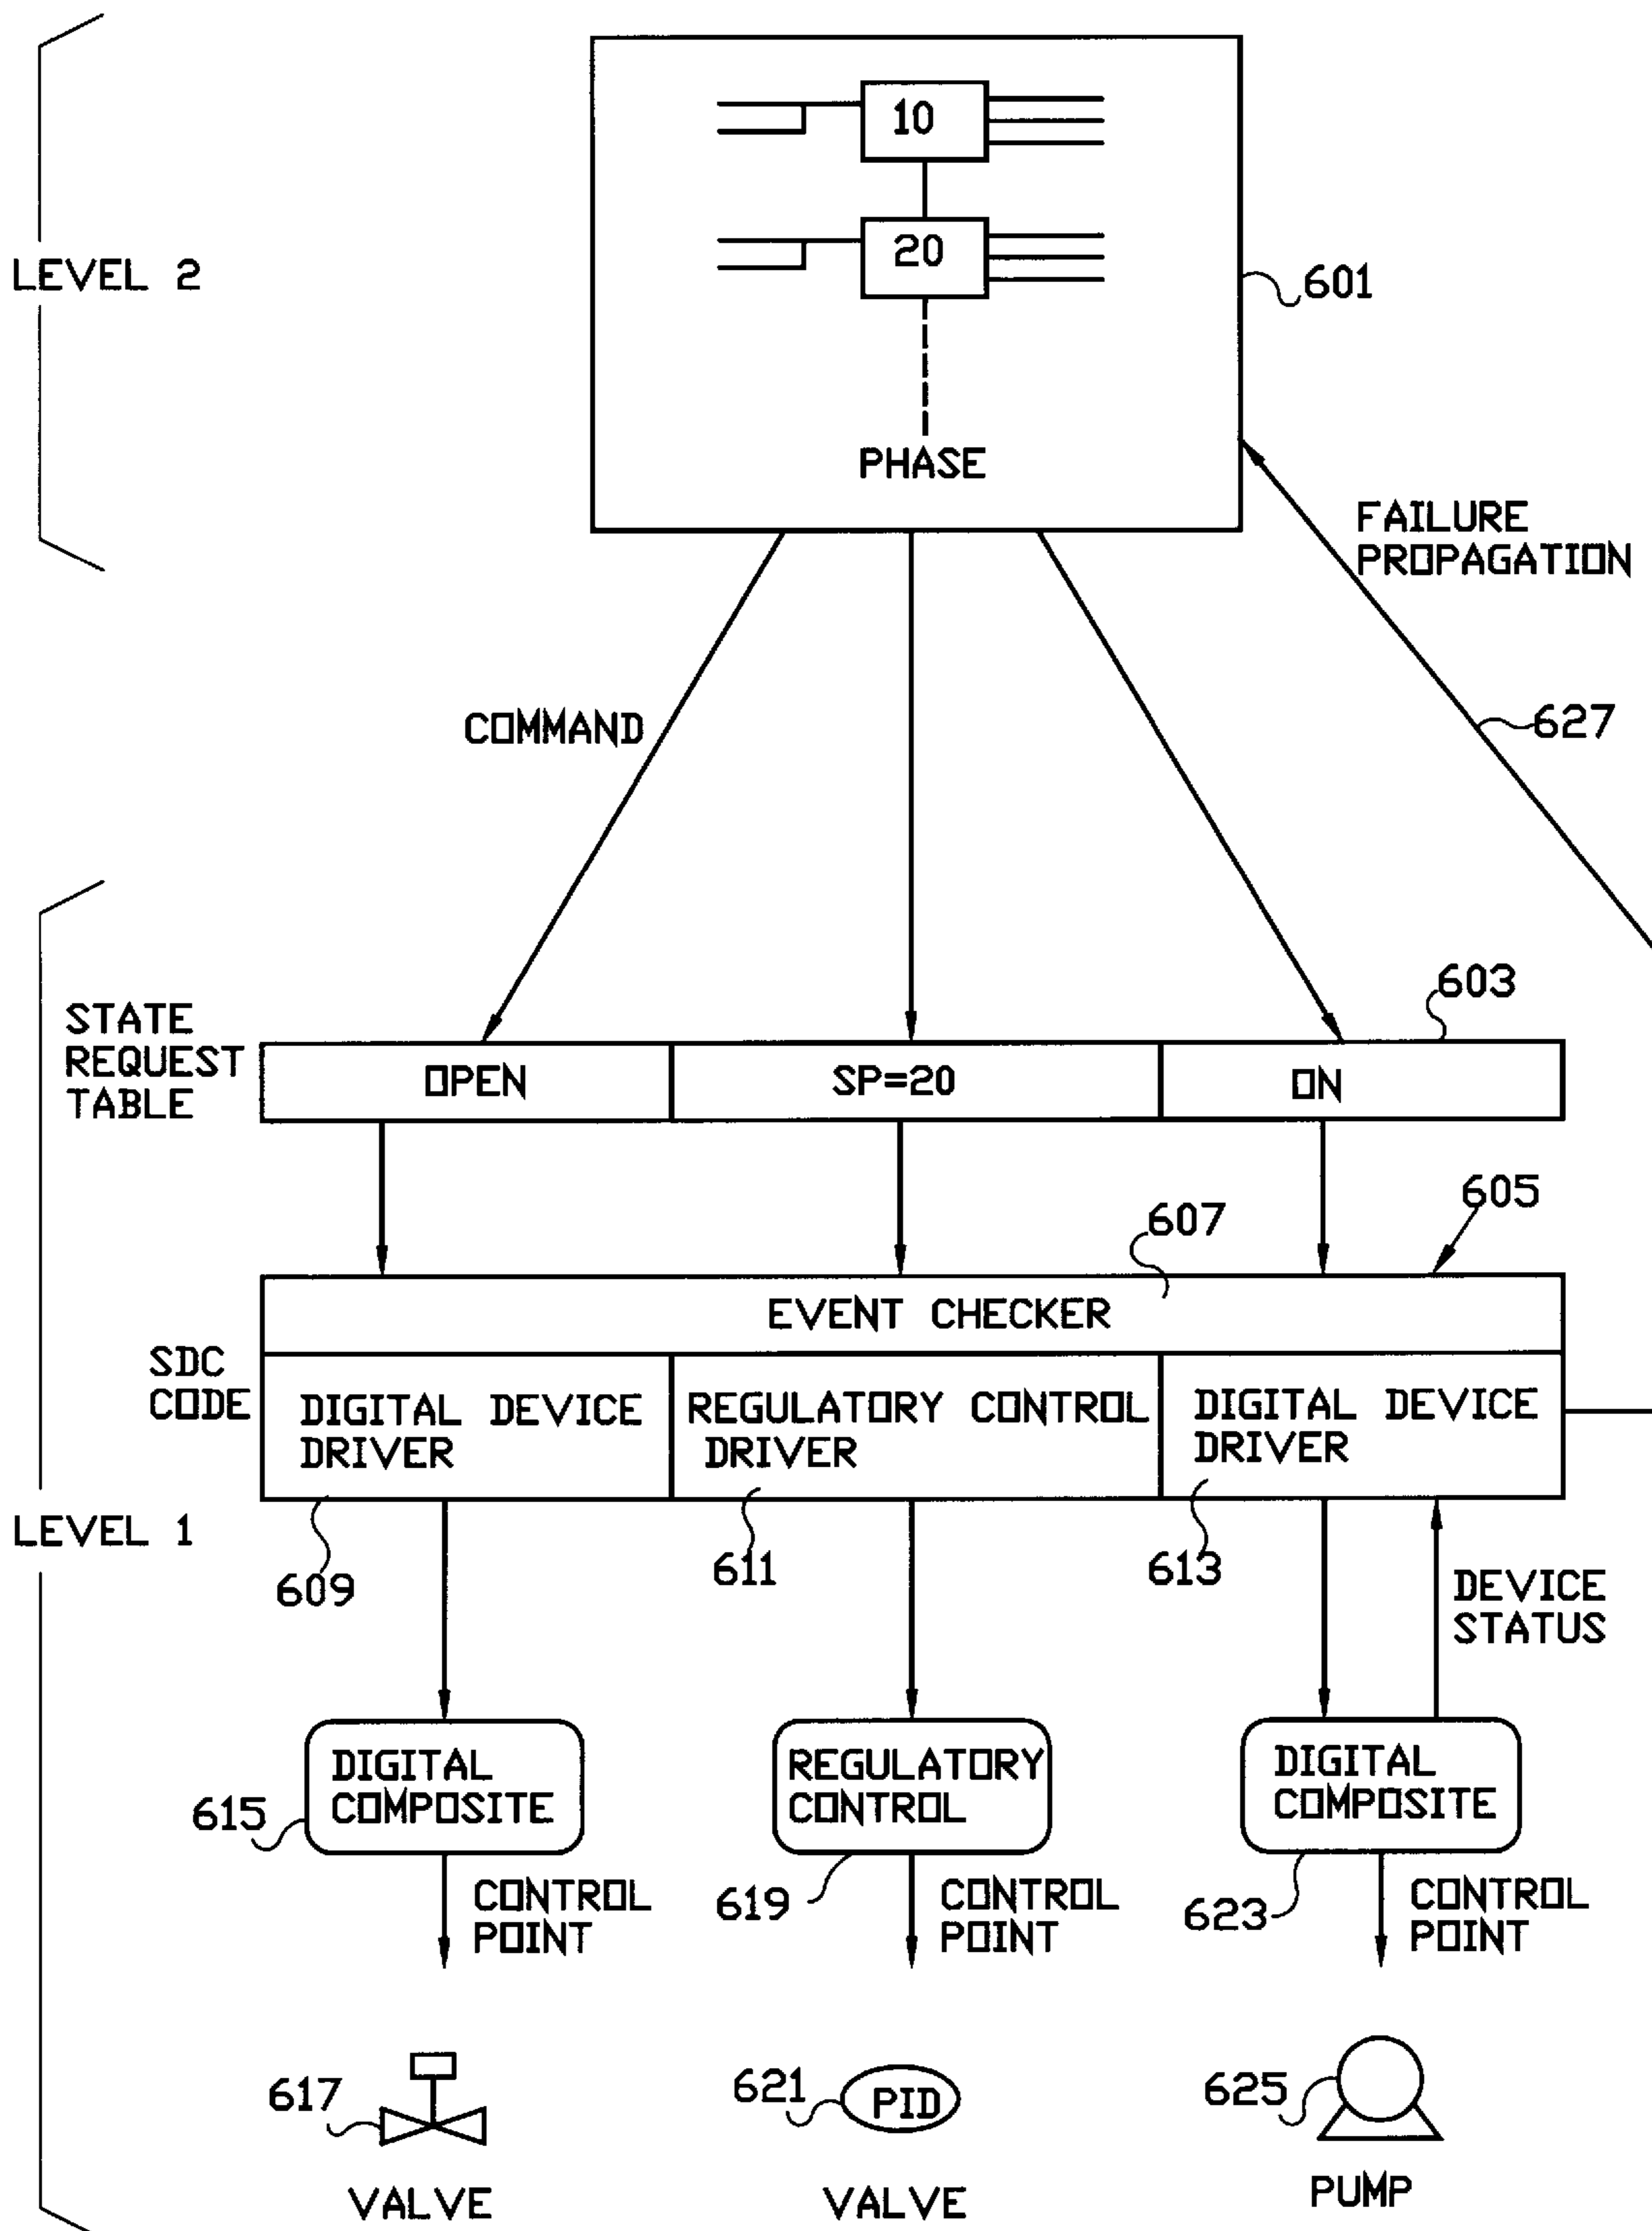 10
20
LEVEL 2
601
PHASE
FAILURE
PROPAGATION
COMMAND
627
603
STATE
REQUEST
TABLE
OPEN
SP=20
ON
605
607
EVENT CHECKER
SDC
CODE
DIGITAL DEVICE
DRIVER
REGULATORY CONTROL
DRIVER
DIGITAL DEVICE
DRIVER
LEVEL 1
609
611
613
DEVICE
STATUS
DIGITAL
COMPOSITE
REGULATORY
CONTROL
DIGITAL
COMPOSITE
615
619
623
CONTROL
POINT
CONTROL
POINT
CONTROL
POINT
617
621
PID
625
VALVE
VALVE
PUMP